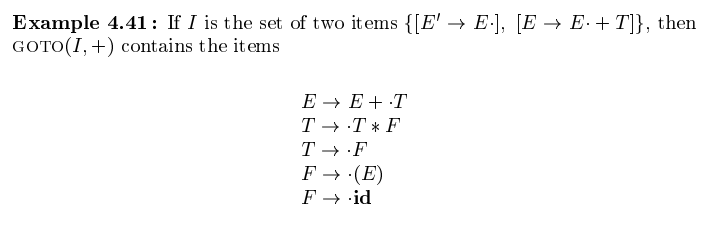 Example 4.41: If I is the set of two items {[E′ → E·], [E → E· + T]}, then
GOTO(I, +) contains the items
E → E + ·T
T → ·T ∗ F
T → ·F
F → ·(E)
F → ·id